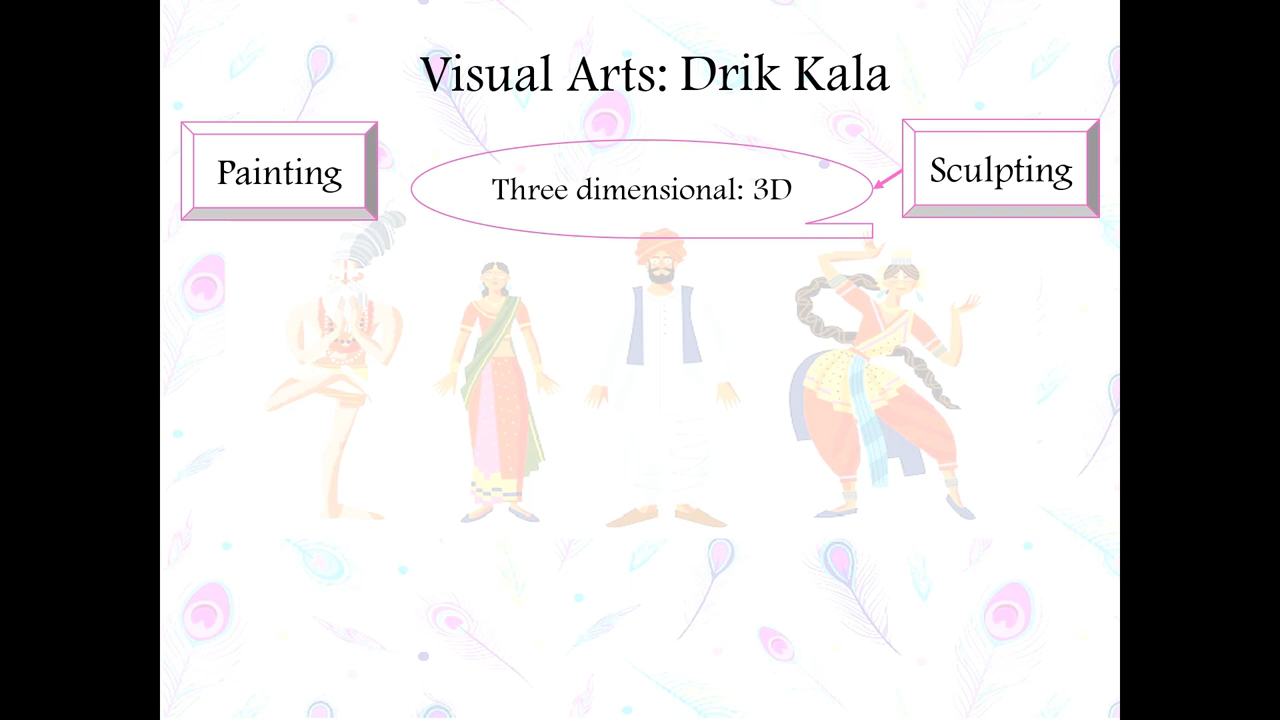 Visual Arts: Drik Kala
Painting
Three dimensional: 3D
Sculpting